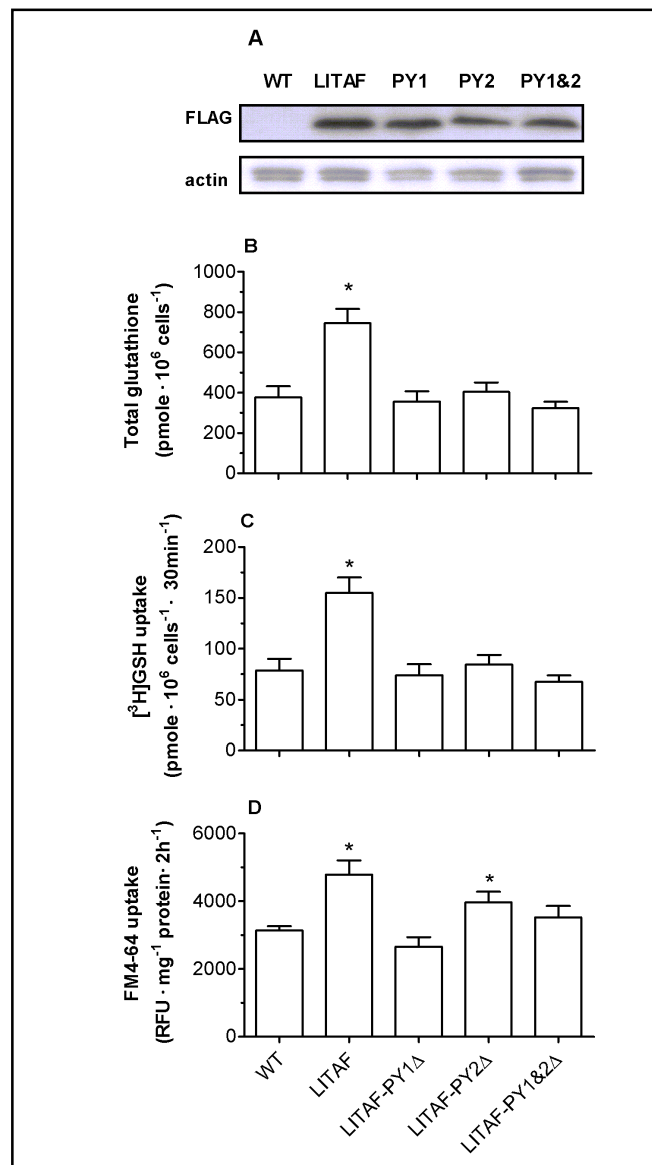 A
WT LITAF PY1 PY2 PY1&2
FLAG
actin
B
Total glutathione
(pmole · 10⁶ cells⁻¹)
1000
800
600
400
200
0
*
C
[³H]GSH uptake
(pmole · 10⁶ cells⁻¹ · 30min⁻¹)
200
150
100
50
0
*
D
FM4-64 uptake
(RFU · mg⁻¹ protein· 2h⁻¹)
6000
4000
2000
0
*
*
WT
LITAF
LITAF-PY1Δ
LITAF-PY2Δ
LITAF-PY1&2Δ